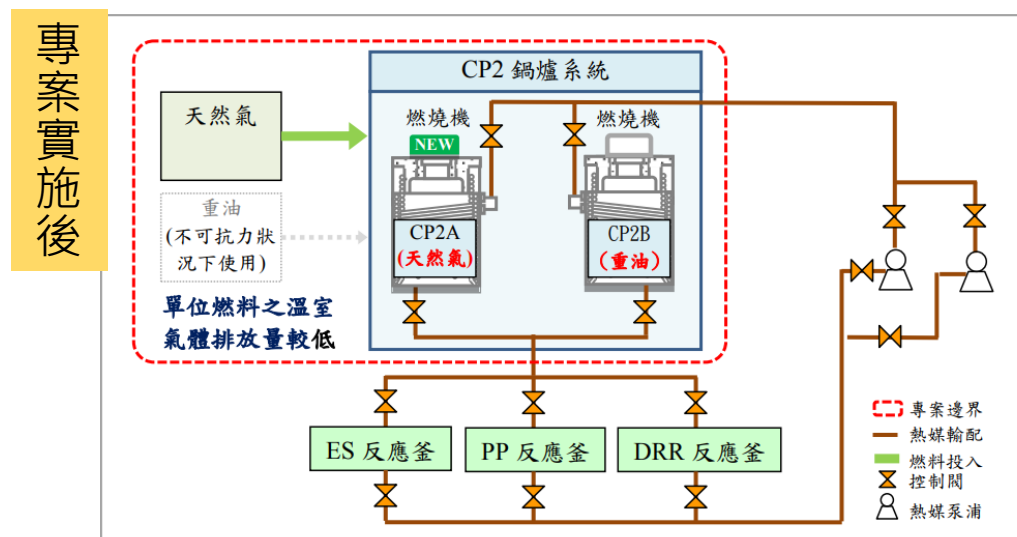 專案實施後
CP2 鍋爐系統
天然氣
燃燒機
NEW
燃燒機
重油
(不可抗力狀
況下使用)
CP2A
(天然氣)
CP2B
(重油)
單位燃料之溫室
氣體排放量較低
ES 反應釜
PP 反應釜
DRR 反應釜
專案邊界
熱媒輸配
燃料投入
控制閥
熱媒泵浦